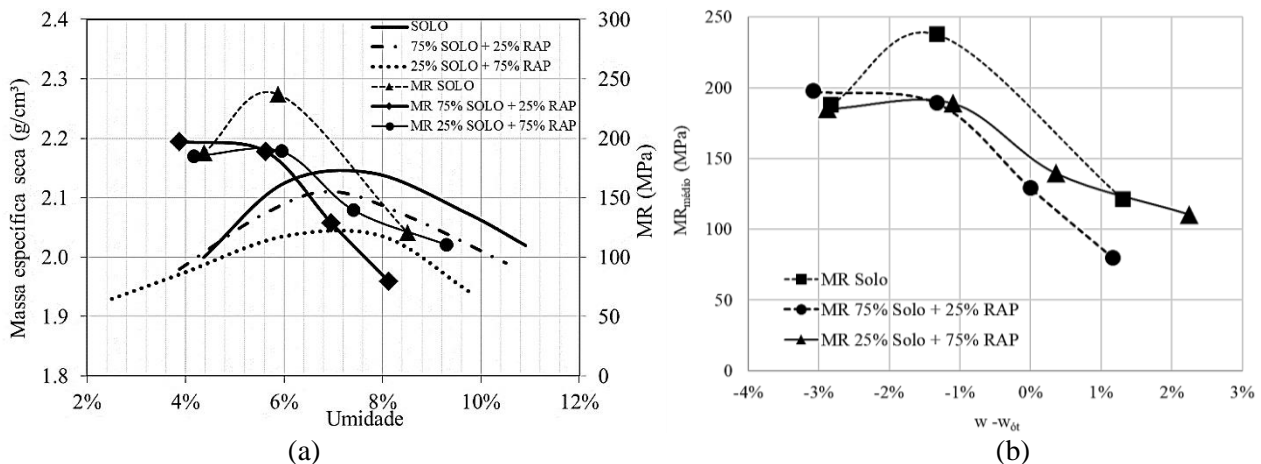 Massa específica seca (g/cm³)
2.4
2.3
2.2
2.1
2.0
1.9
1.8
2%
4%
6%
8%
10%
12%
Umidade
300
250
200
150
100
50
0
MR (MPa)
SOLO
75% SOLO + 25% RAP
25% SOLO + 75% RAP
MR SOLO
MR 75% SOLO + 25% RAP
MR 25% SOLO + 75% RAP
(a)
MRmédio (MPa)
250
200
150
100
50
0
-4%
-3%
-2%
-1%
0%
1%
2%
3%
w -wót
MR Solo
MR 75% Solo + 25% RAP
MR 25% Solo + 75% RAP
(b)